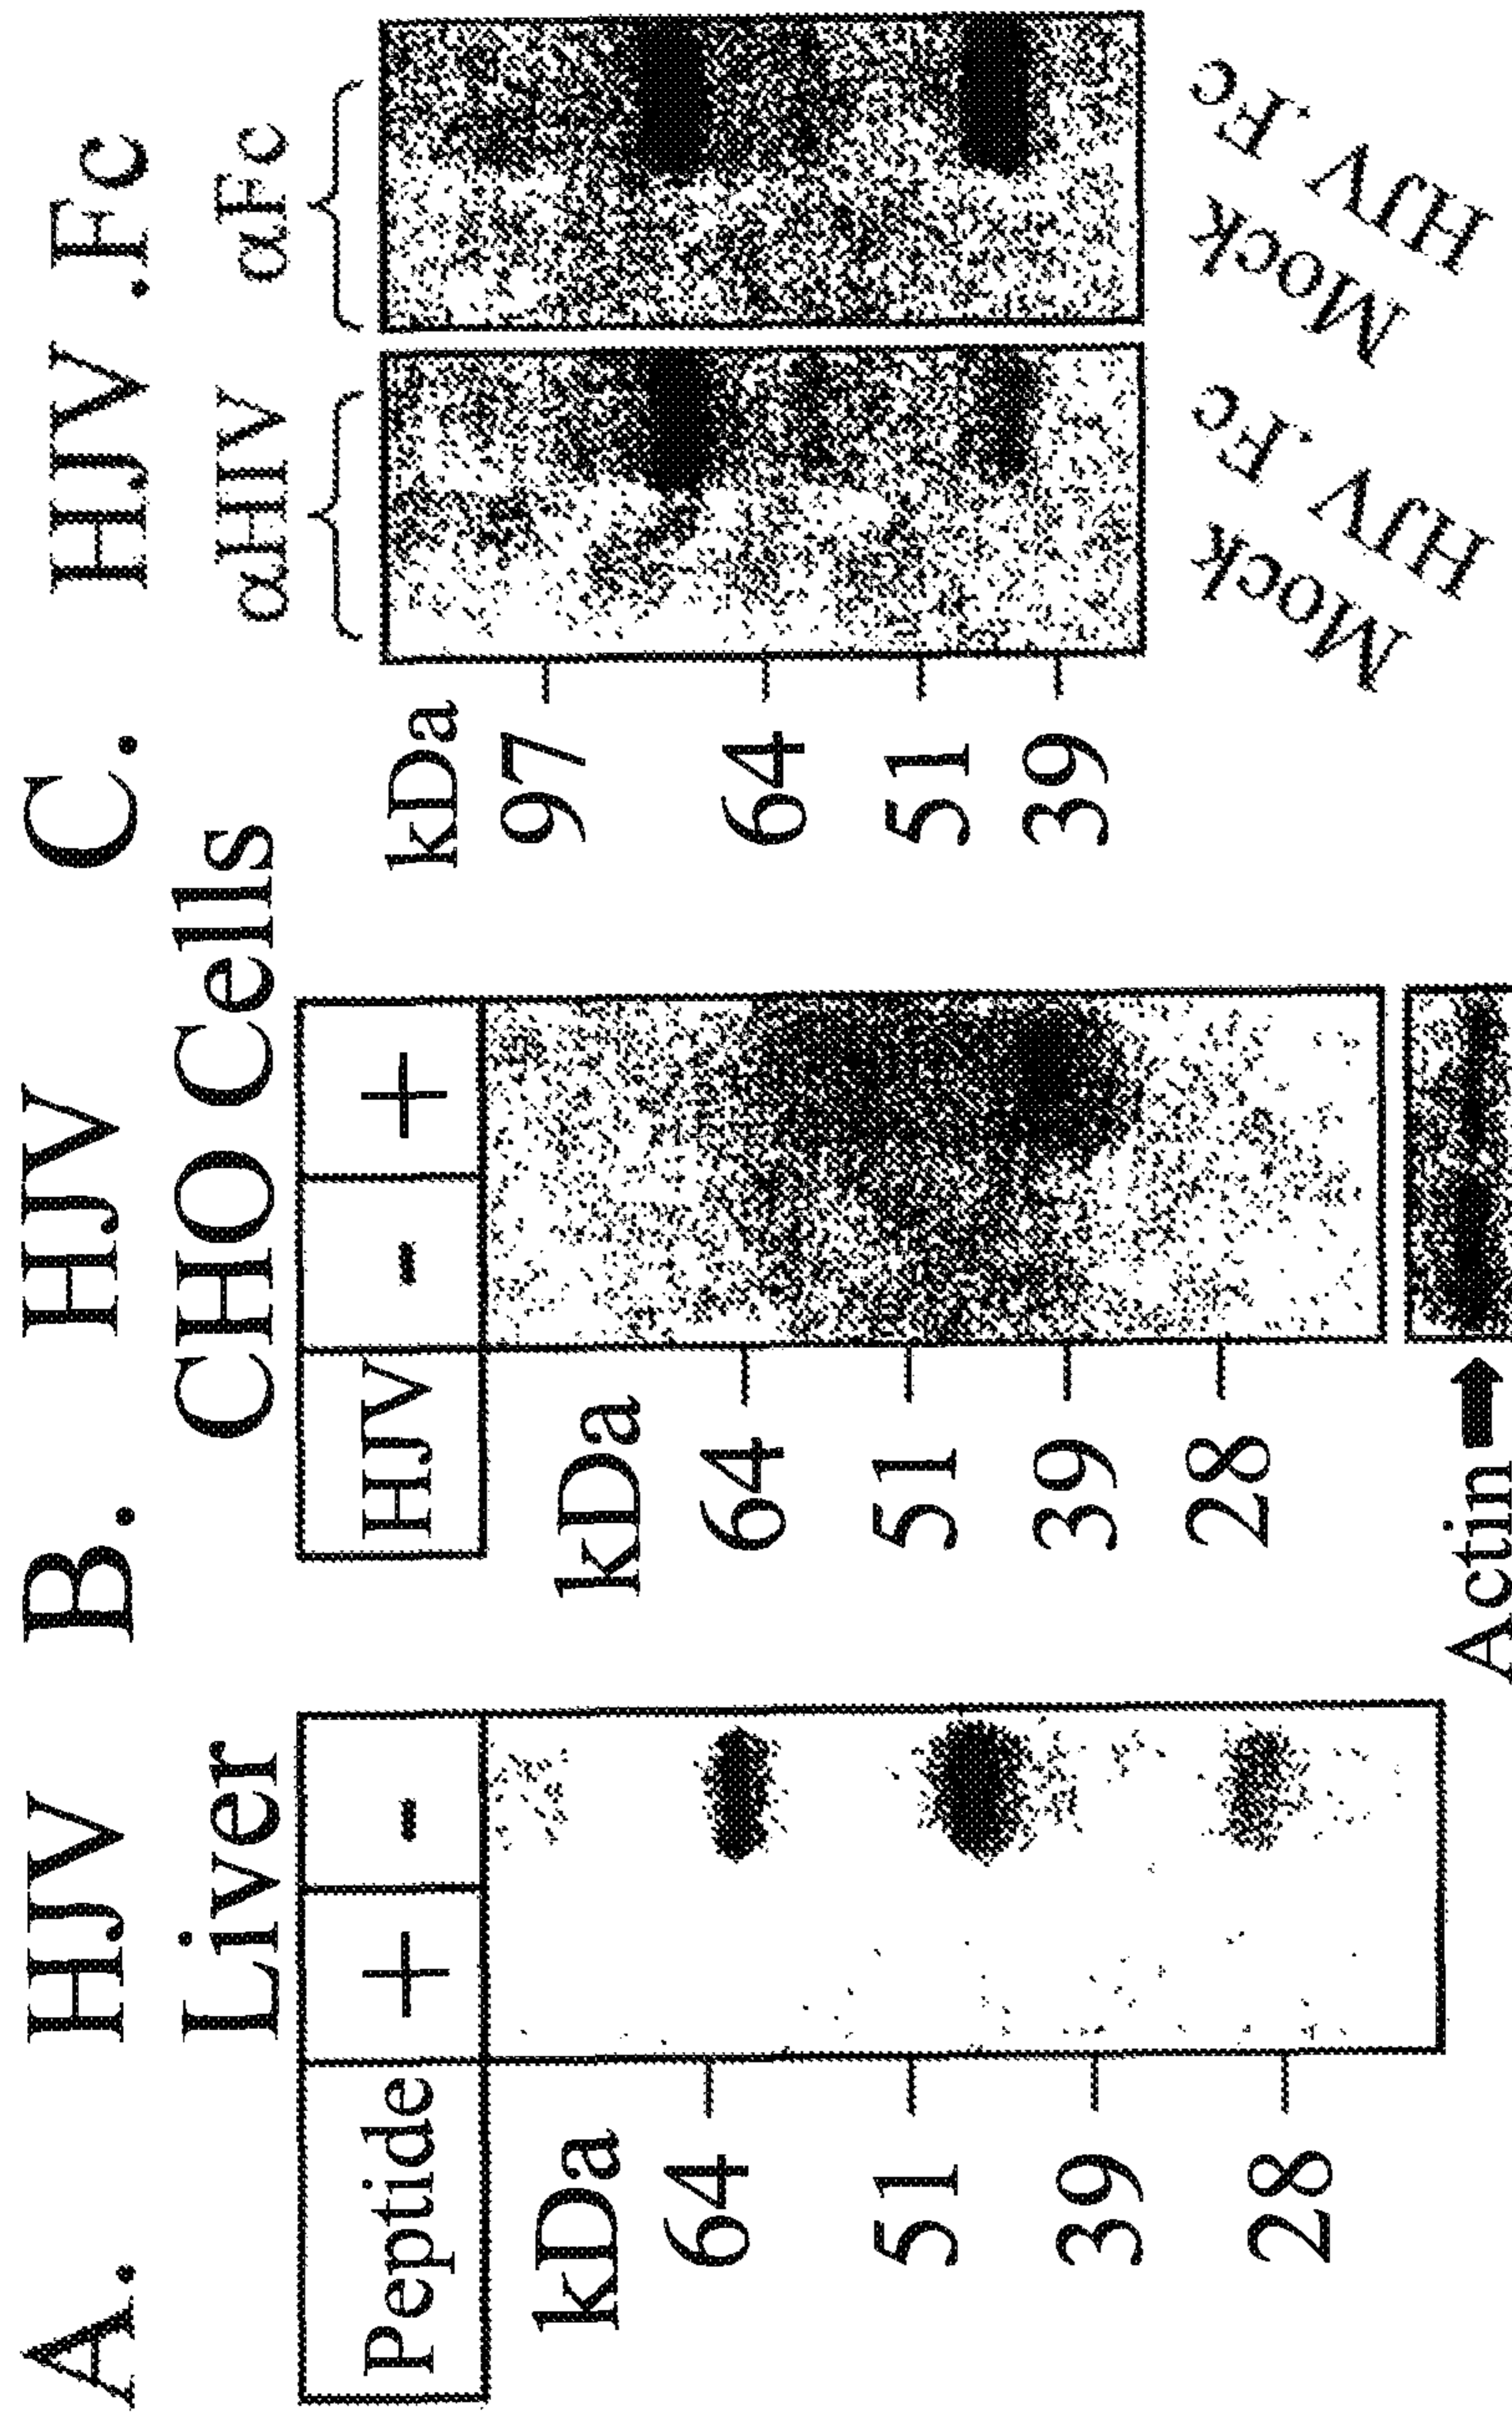 A. HJV
Liver
Peptide + -
kDa
64
51
39
28
B. HJV
CHO Cells
HJV - +
kDa
64
51
39
28
Actin
C. HJV .Fc
αHIV αFc
kDa
97
64
51
39
Mock HJV .Fc Mock HJV .Fc